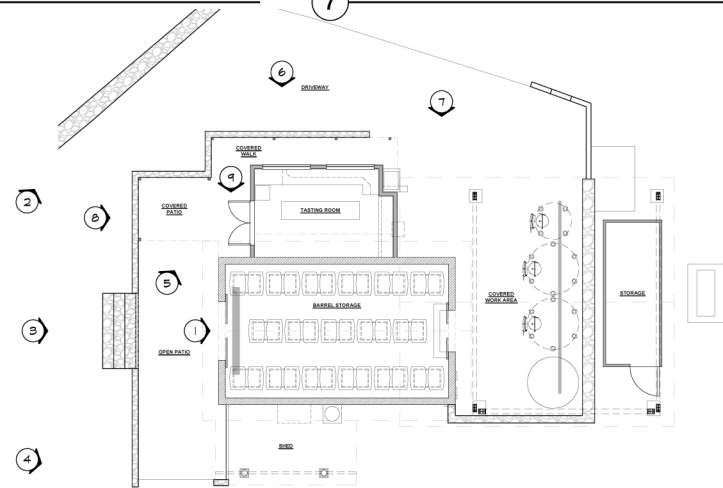 7
6
DRIVEWAY
7
COVERED
WALK
9
2
8
COVERED
PATIO
TASTING ROOM
5
BARREL STORAGE
COVERED
WORK AREA
STORAGE
3
1
OPEN PATIO
SHED
4